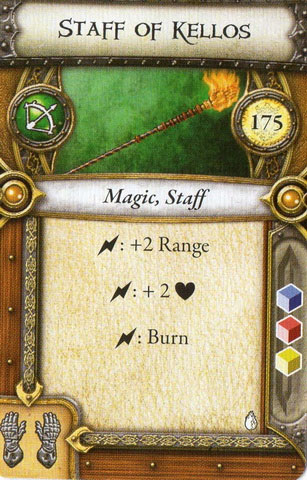 Staff of Kellos
175
Magic, Staff
: +2 Range
: + 2
: Burn